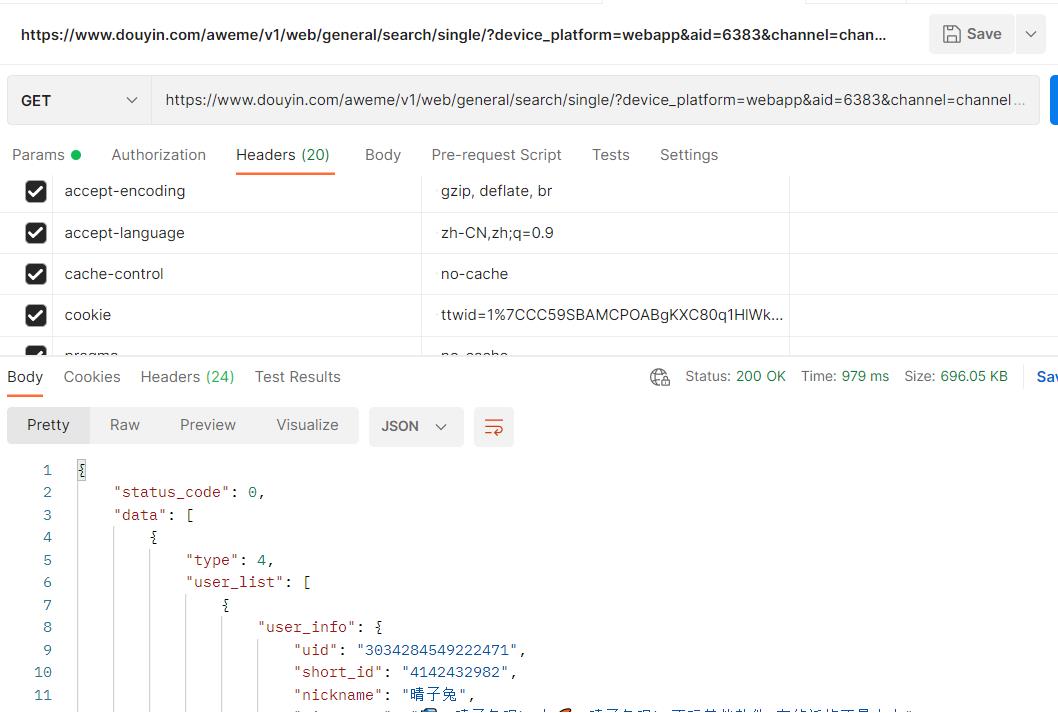 https://www.douyin.com/aweme/v1/web/general/search/single/?device_platform=webapp&aid=6383&channel=chan... Save
GET https://www.douyin.com/aweme/v1/web/general/search/single/?device_platform=webapp&aid=6383&channel=channel ...
Params Authorization Headers (20) Body Pre-request Script Tests Settings
accept-encoding gzip, deflate, br
accept-language zh-CN,zh;q=0.9
cache-control no-cache
cookie ttwid=1%7CCC59SBAMCPOABgKXC80q1HlWk...
pragma no-cache
Body Cookies Headers (24) Test Results Status: 200 OK Time: 979 ms Size: 696.05 KB Sav
Pretty Raw Preview Visualize JSON
1 {
2 "status_code": 0,
3 "data": [
4 {
5 "type": 4,
6 "user_list": [
7 {
8 "user_info": {
9 "uid": "3034284549222471",
10 "short_id": "4142432982",
11 "nickname": "晴子兔",